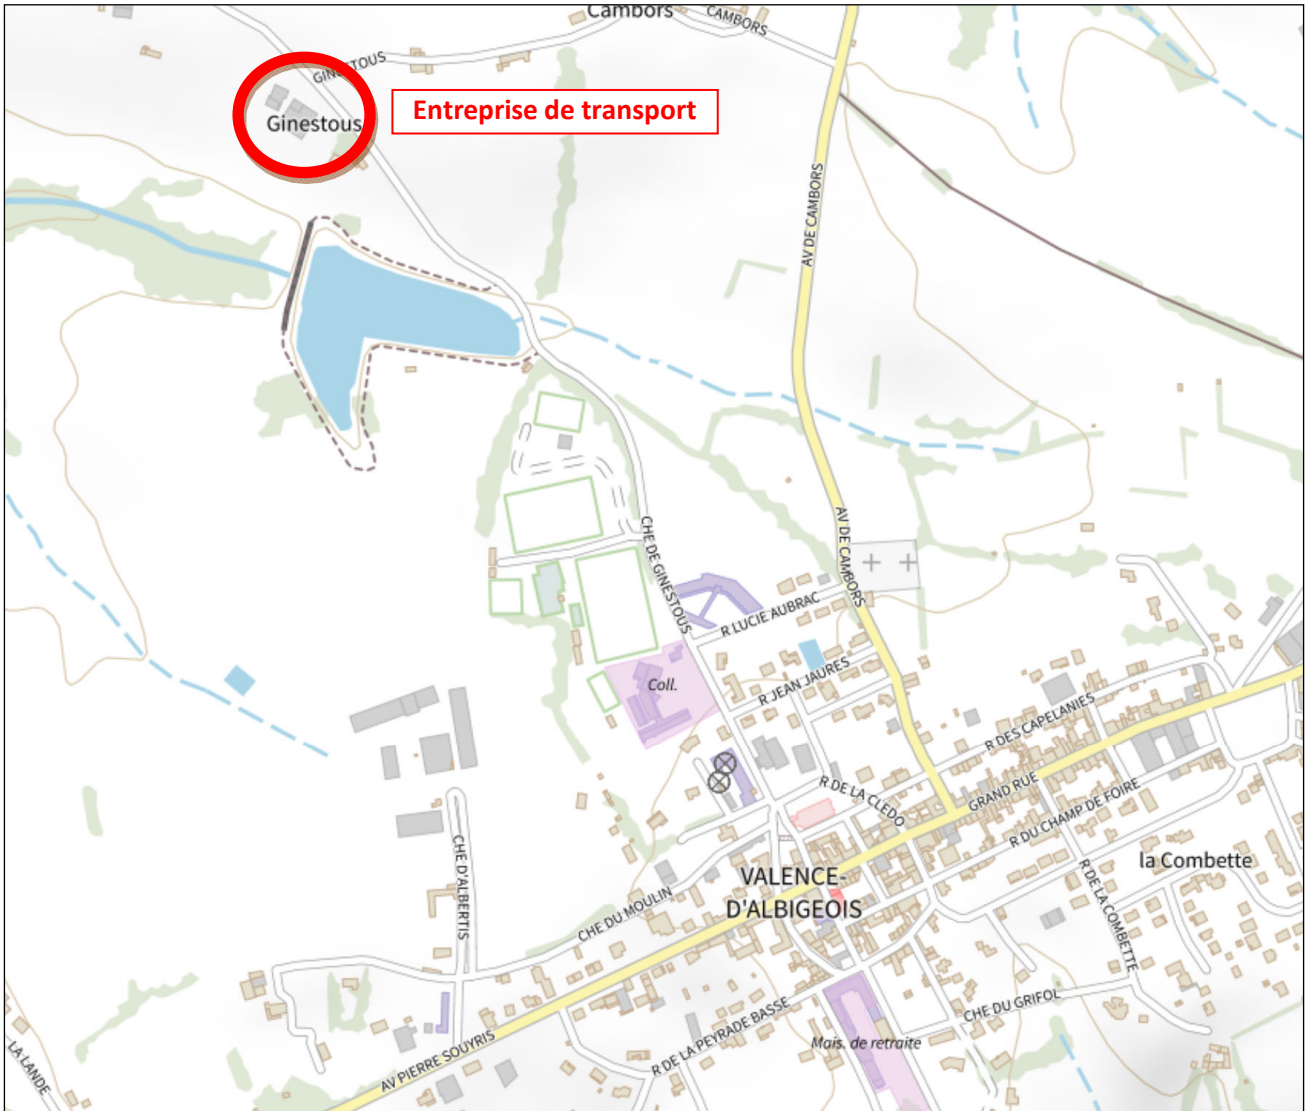 Cambors
CAMBORS
GINESTOUS
Entreprise de transport
Ginestous
AV DE CAMBORS
AV DE CAMBORS
CHE DE GINESTOUS
R LUCIE AUBRAC
Coll.
R JEAN JAURES
R DES CAPELANIES
R DE LA CLEDO
GRAND RUE
R DU CHAMP DE FOIRE
CHE D'ALBERTIS
VALENCE-
D'ALBIGEOIS
la Combette
R DE LA COMBETTE
CHE DU MOULIN
CHE DU GRIFOL
R DE LA PEYRADE BASSE
Mais. de retraite
AV PIERRE SOUYRIS
LA LANDE